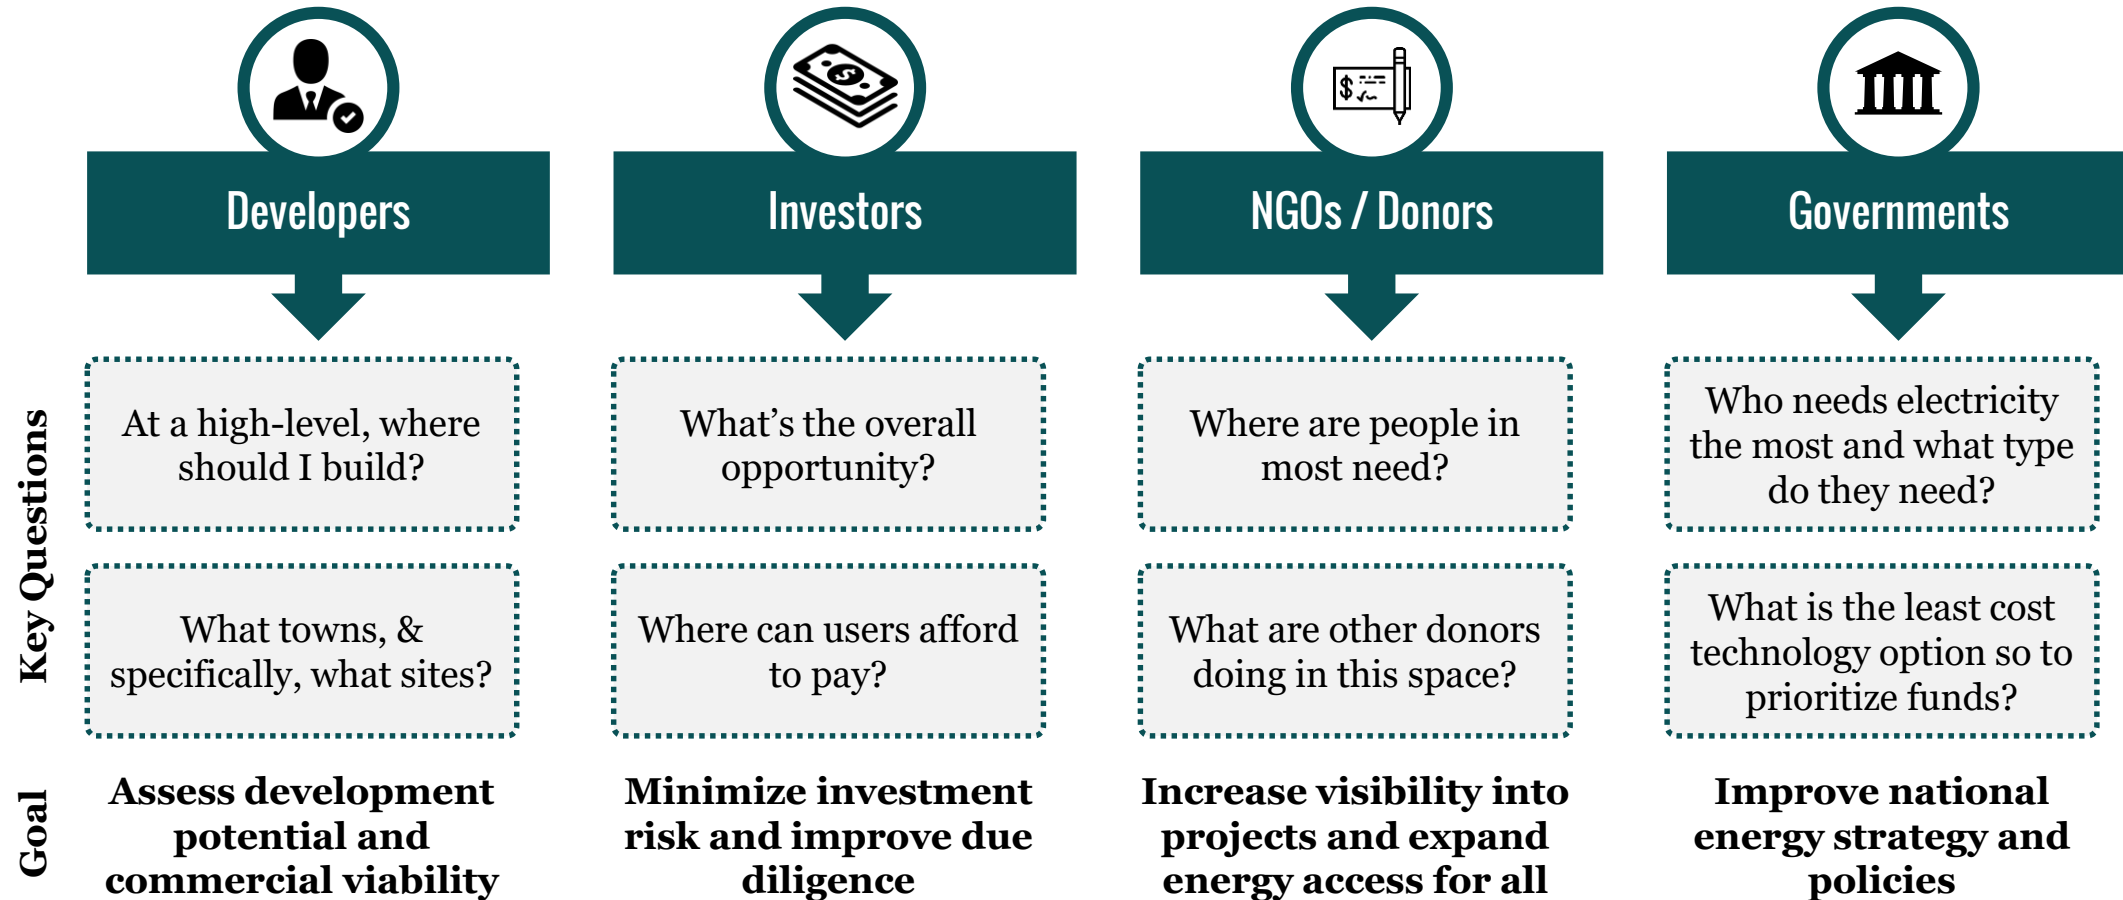 Developers
Investors
NGOs / Donors
Governments
Key Questions
At a high-level, where
should I build?
What’s the overall
opportunity?
Where are people in
most need?
Who needs electricity
the most and what type
do they need?
What towns, &
specifically, what sites?
Where can users afford
to pay?
What are other donors
doing in this space?
What is the least cost
technology option so to
prioritize funds?
Goal
Assess development
potential and
commercial viability
Minimize investment
risk and improve due
diligence
Increase visibility into
projects and expand
energy access for all
Improve national
energy strategy and
policies